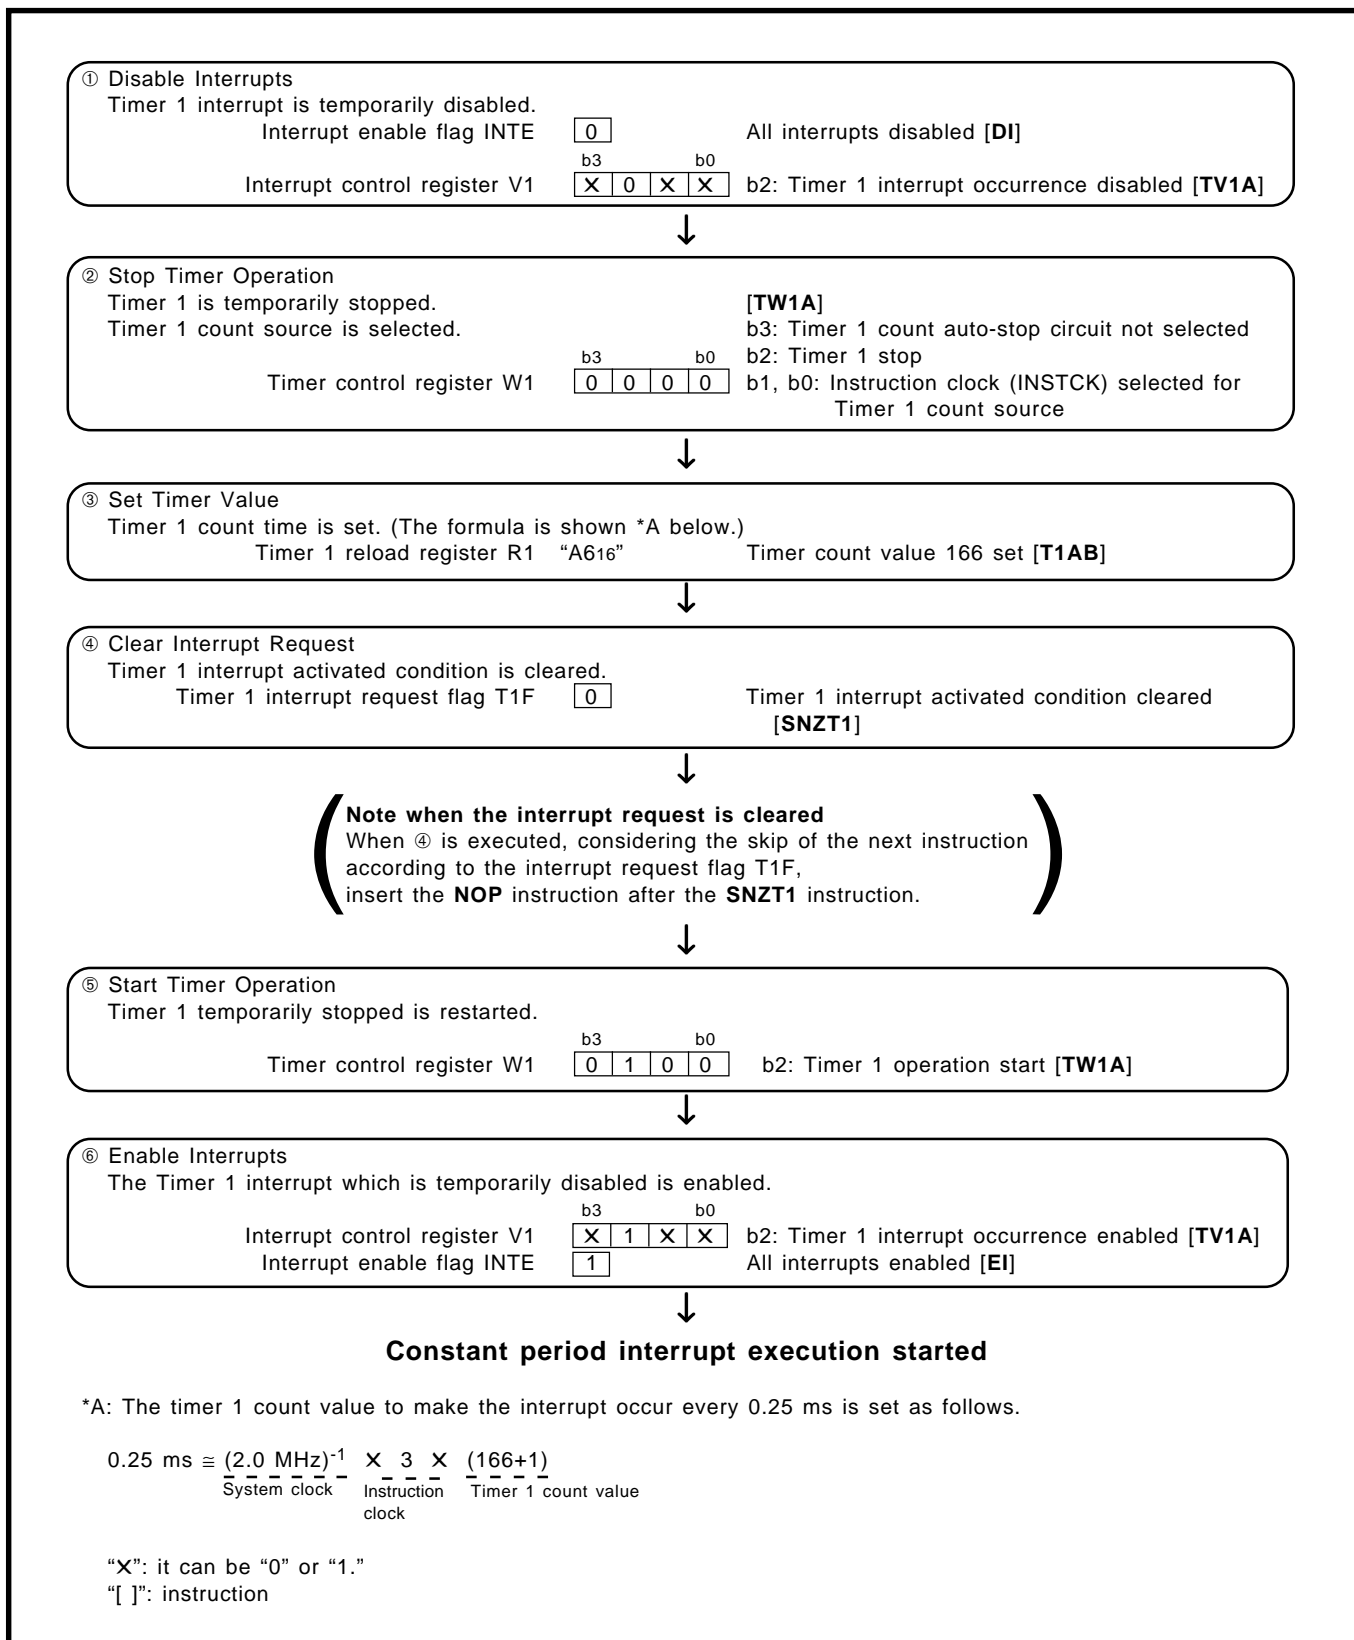 ① Disable Interrupts
Timer 1 interrupt is temporarily disabled.
Interrupt enable flag INTE 0 All interrupts disabled [DI]
b3 b0
Interrupt control register V1 ✕ 0 ✕ ✕ b2: Timer 1 interrupt occurrence disabled [TV1A]
↓
② Stop Timer Operation
Timer 1 is temporarily stopped. [TW1A]
Timer 1 count source is selected. b3: Timer 1 count auto-stop circuit not selected
b3 b0 b2: Timer 1 stop
Timer control register W1 0 0 0 0 b1, b0: Instruction clock (INSTCK) selected for
Timer 1 count source
↓
③ Set Timer Value
Timer 1 count time is set. (The formula is shown *A below.)
Timer 1 reload register R1 “A616” Timer count value 166 set [T1AB]
↓
④ Clear Interrupt Request
Timer 1 interrupt activated condition is cleared.
Timer 1 interrupt request flag T1F 0 Timer 1 interrupt activated condition cleared
[SNZT1]
↓
Note when the interrupt request is cleared
When ④ is executed, considering the skip of the next instruction
according to the interrupt request flag T1F,
insert the NOP instruction after the SNZT1 instruction.
↓
⑤ Start Timer Operation
Timer 1 temporarily stopped is restarted.
b3 b0
Timer control register W1 0 1 0 0 b2: Timer 1 operation start [TW1A]
↓
⑥ Enable Interrupts
The Timer 1 interrupt which is temporarily disabled is enabled.
b3 b0
Interrupt control register V1 ✕ 1 ✕ ✕ b2: Timer 1 interrupt occurrence enabled [TV1A]
Interrupt enable flag INTE 1 All interrupts enabled [EI]
↓
Constant period interrupt execution started
*A: The timer 1 count value to make the interrupt occur every 0.25 ms is set as follows.
0.25 ms ≅ (2.0 MHz)-1 ✕ 3 ✕ (166+1)
System clock Instruction Timer 1 count value
clock
“✕”: it can be “0” or “1.”
“[ ]”: instruction